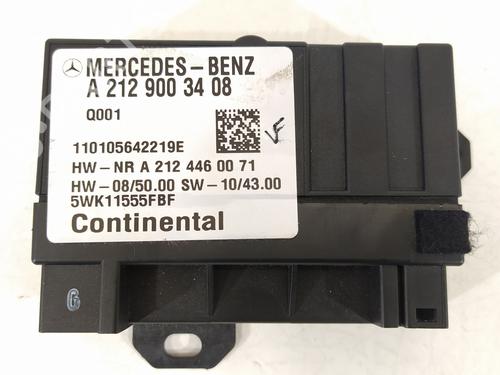 MERCEDES-BENZ
A 212 900 34 08
Q001
VF
110105642219E
HW-NR A 212 446 00 71
HW-08/50.00 SW-10/43.00
5WK11555FBF
Continental
G